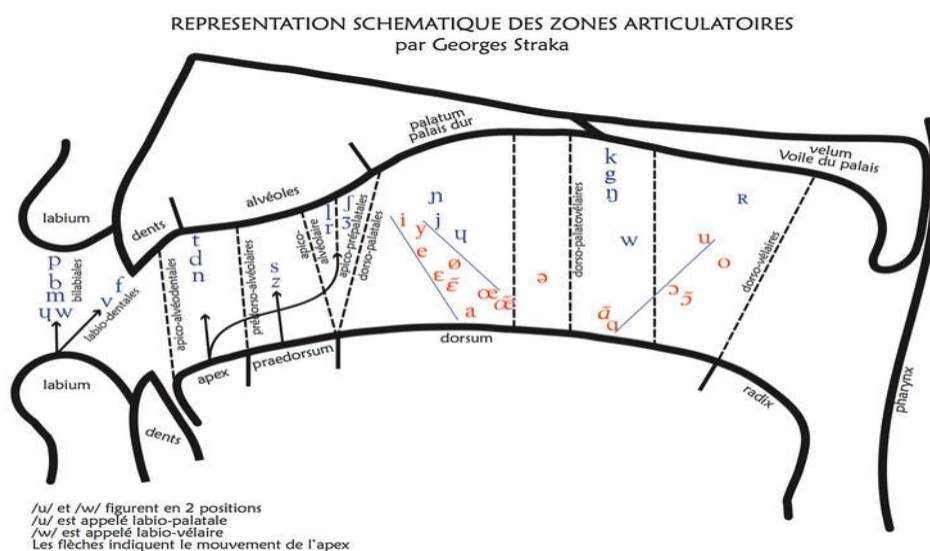 REPRESENTATION SCHEMATIQUE DES ZONES ARTICULATOIRES
par Georges Straka
palatum
palais dur
velum
Voile du palais
alvéoles
dents
labium
p
b
m
ɥ w
bilabiales
f
v
labio-dentales
apico-alvéodentales
t
d
n
s
z
apico-
alvéolaire
l
r
ʃ
ʒ
apico-prépalatales
dorso-palatales
ɲ
i
y
j
ɥ
e
ø
ɛ
ɛ̃
œ
œ̃
a
ə
dorso-palatovélaires
k
g
ŋ
w
ɑ̃
ɑ
ʀ
u
o
ɔ
ɔ̃
dorso-vélaires
labium
dents
apex
praedorsum
dorsum
radix
pharynx
/u/ et /w/ figurent en 2 positions
/u/ est appelé labio-palatale
/w/ est appelé labio-vélaire
Les flèches indiquent le mouvement de l'apex